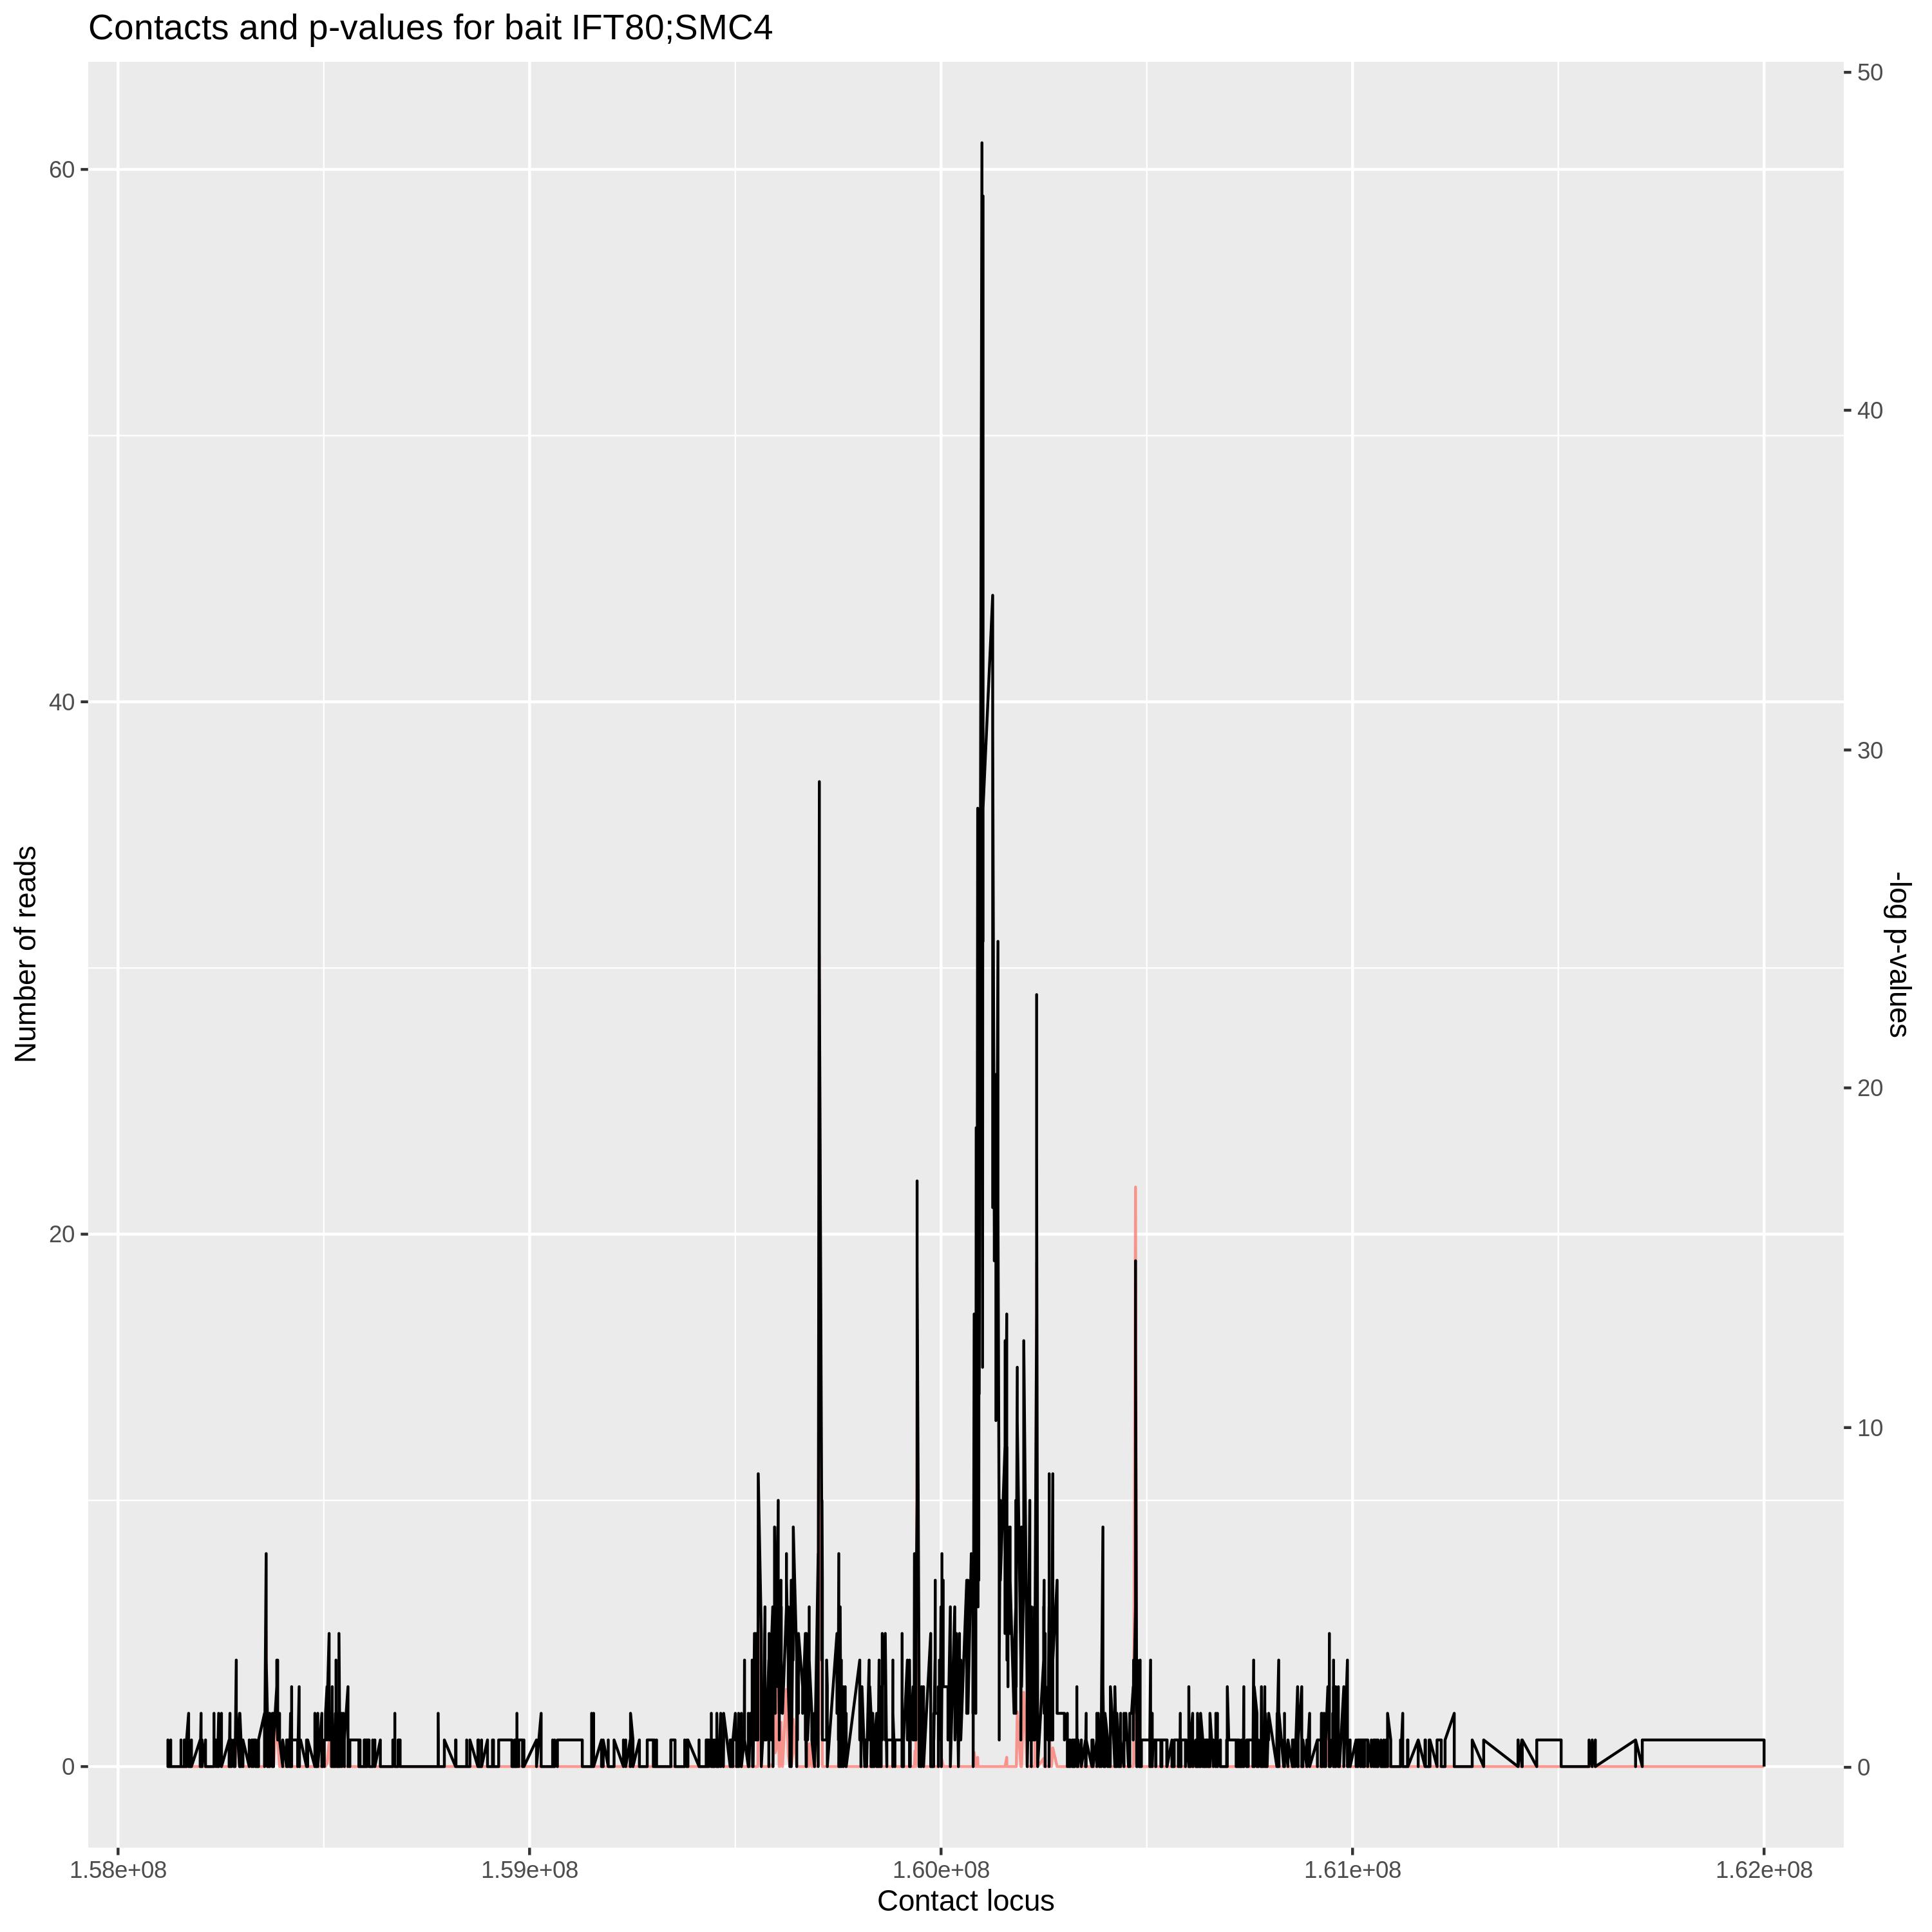 Contacts and p-values for bait IFT80;SMC4
60
40
20
0
Number of reads
50
40
30
20
10
0
-log p-values
1.58e+08
1.59e+08
1.60e+08
1.61e+08
1.62e+08
Contact locus